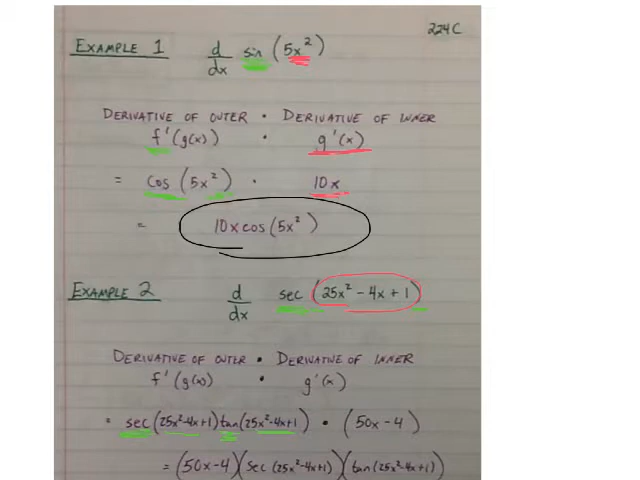 224C
EXAMPLE 1 d/dx sin (5x²)
DERIVATIVE OF OUTER • DERIVATIVE OF INNER
f'(g(x)) • g'(x)
= cos (5x²) • 10x
= 10x cos(5x²)
EXAMPLE 2 d/dx sec (25x² - 4x + 1)
DERIVATIVE OF OUTER • DERIVATIVE OF INNER
f'(g(x) • g'(x)
= sec(25x²-4x+1)tan(25x²-4x+1) • (50x-4)
= (50x-4)(sec(25x²-4x+1)(tan(25x²-4x+1)